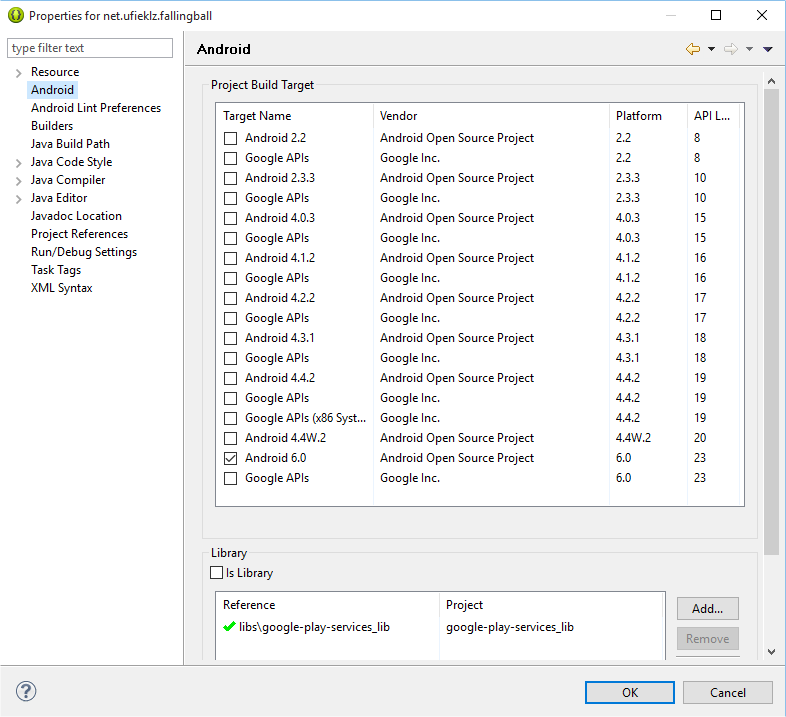 Properties for net.ufieklz.fallingball
type filter text
Resource
Android
Android Lint Preferences
Builders
Java Build Path
Java Code Style
Java Compiler
Java Editor
Javadoc Location
Project References
Run/Debug Settings
Task Tags
XML Syntax
Android
Project Build Target
Target Name Vendor Platform API L...
Android 2.2 Android Open Source Project 2.2 8
Google APIs Google Inc. 2.2 8
Android 2.3.3 Android Open Source Project 2.3.3 10
Google APIs Google Inc. 2.3.3 10
Android 4.0.3 Android Open Source Project 4.0.3 15
Google APIs Google Inc. 4.0.3 15
Android 4.1.2 Android Open Source Project 4.1.2 16
Google APIs Google Inc. 4.1.2 16
Android 4.2.2 Android Open Source Project 4.2.2 17
Google APIs Google Inc. 4.2.2 17
Android 4.3.1 Android Open Source Project 4.3.1 18
Google APIs Google Inc. 4.3.1 18
Android 4.4.2 Android Open Source Project 4.4.2 19
Google APIs Google Inc. 4.4.2 19
Google APIs (x86 Syst... Google Inc. 4.4.2 19
Android 4.4W.2 Android Open Source Project 4.4W.2 20
Android 6.0 Android Open Source Project 6.0 23
Google APIs Google Inc. 6.0 23
Library
Is Library
Reference Project
libs\google-play-services_lib google-play-services_lib
Add...
Remove
?
OK Cancel